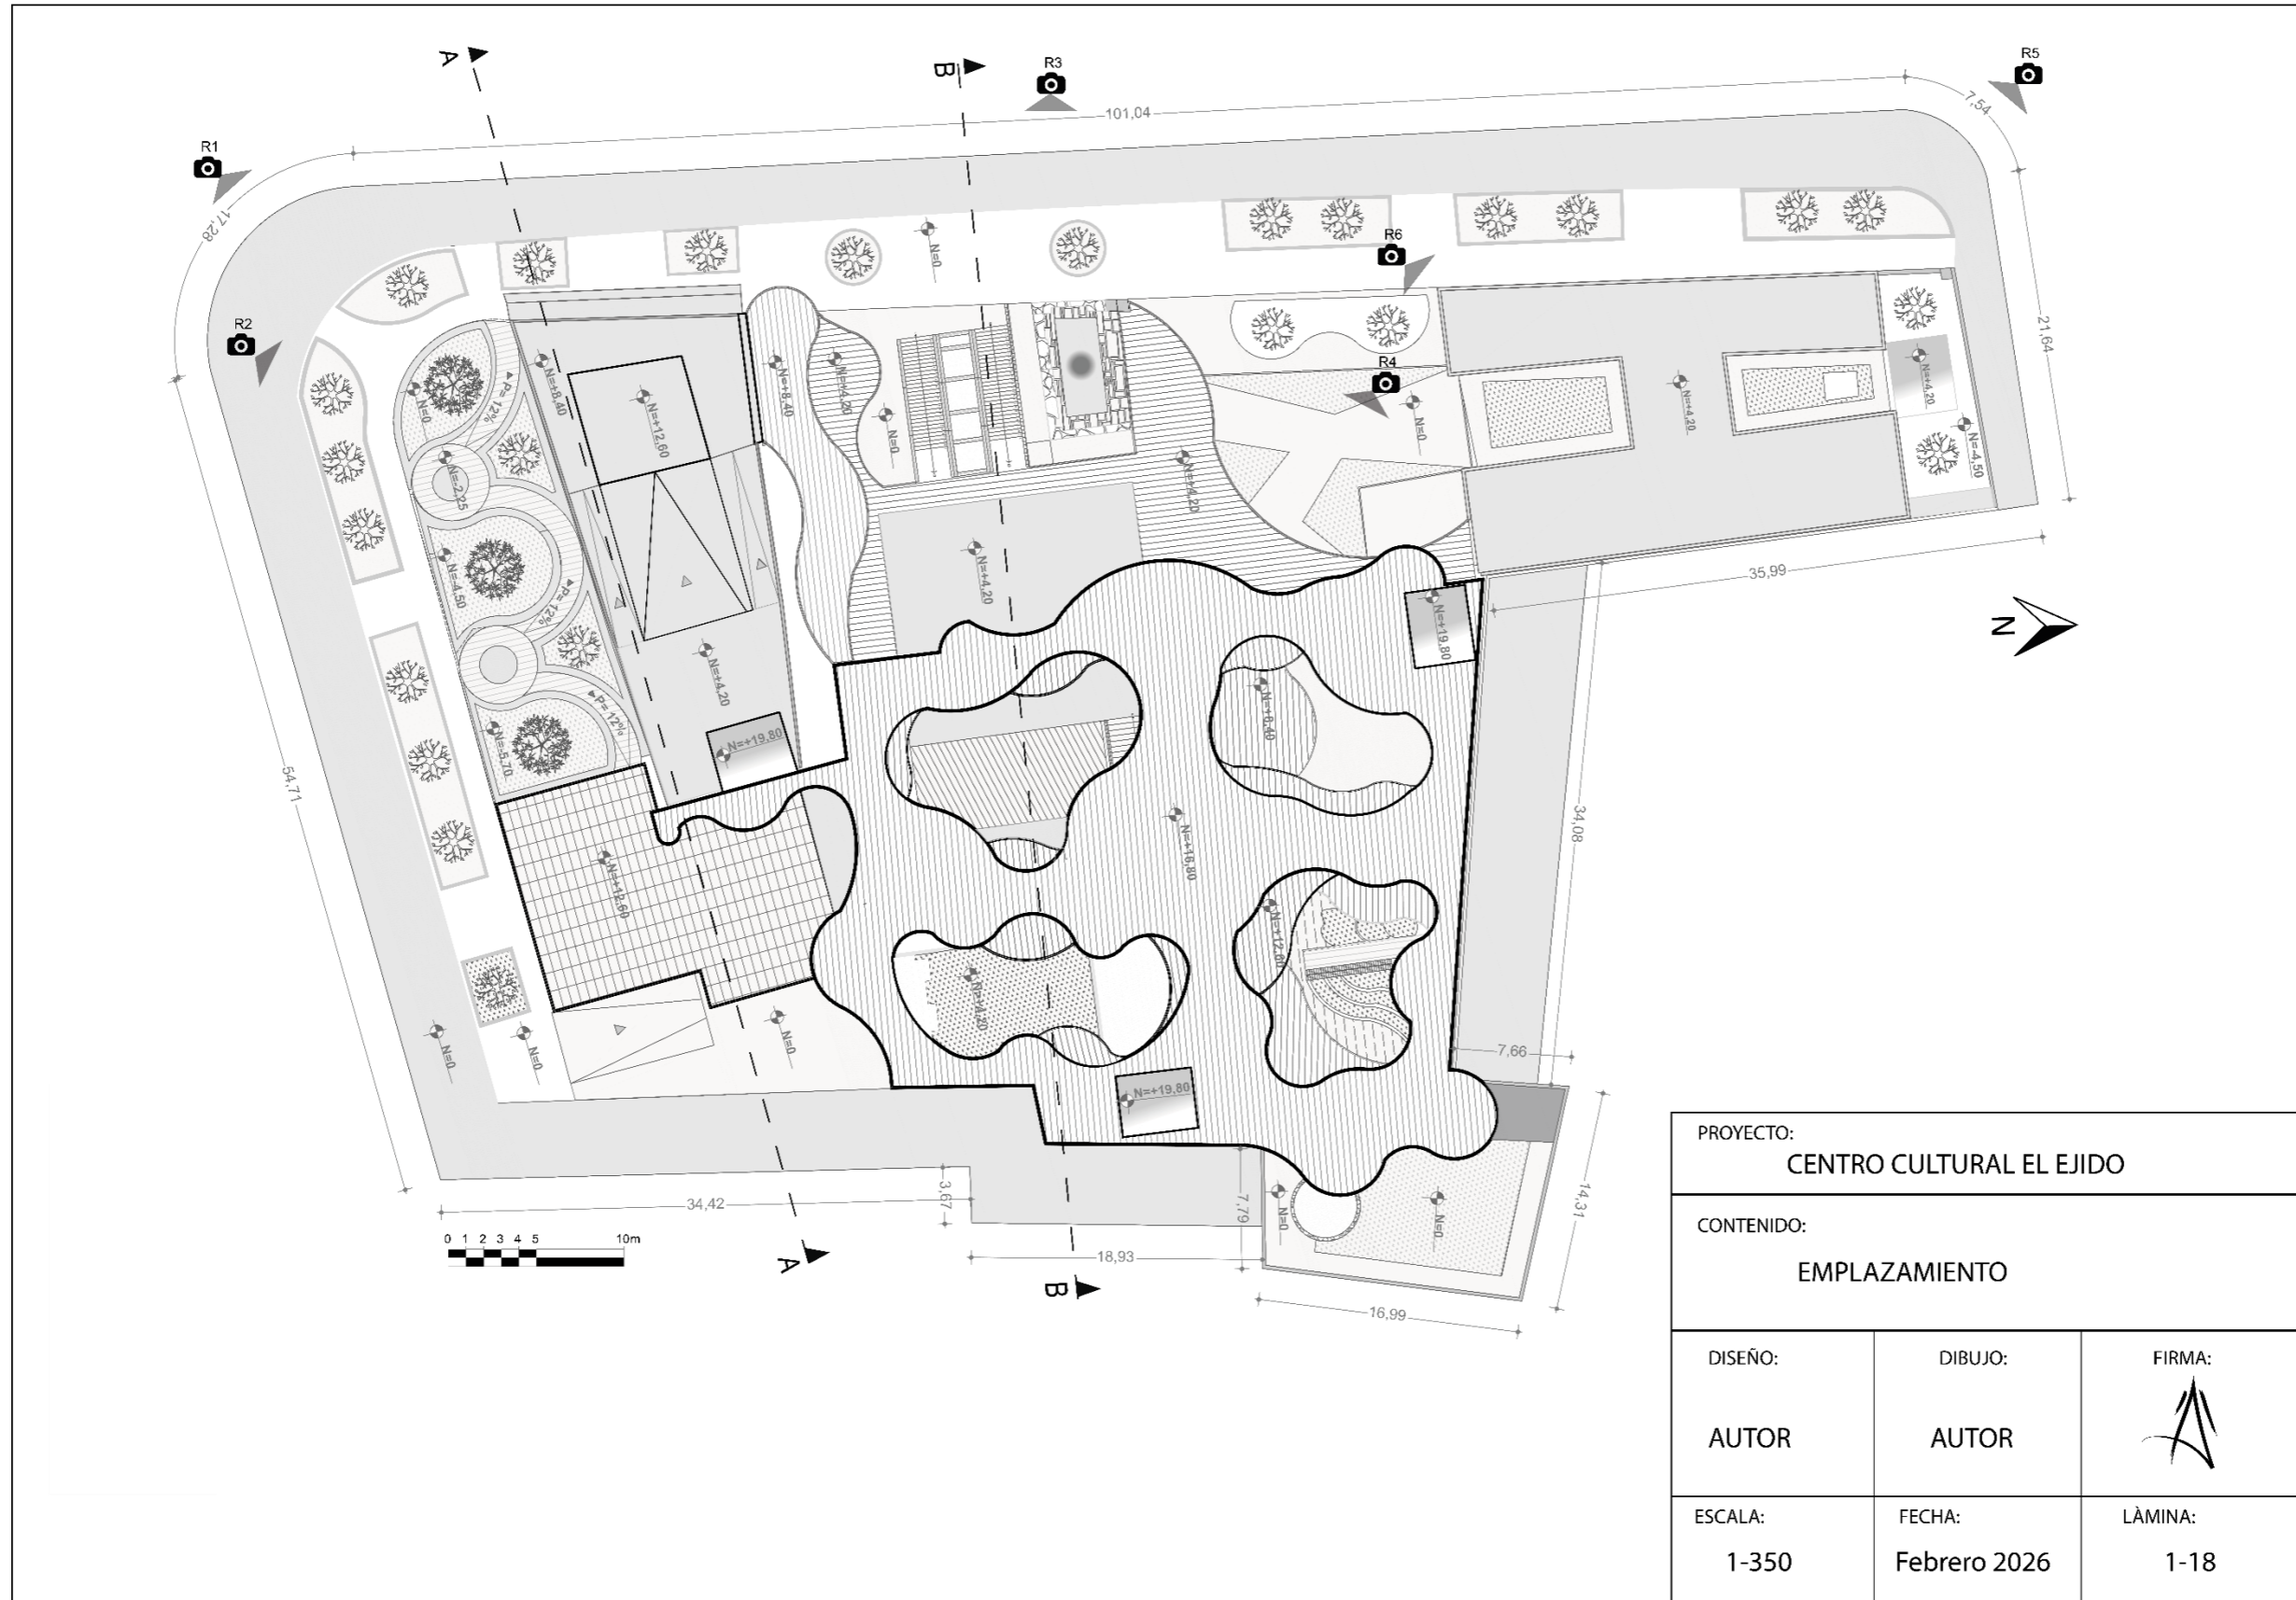 A
B
R3
R5
101,04
7,54
R1
17,28
R6
N=0
R2
21,64
N=0
P= 12%
N=+8,40
N=+12,60
N=+8,40
N=+4,20
N=0
R4
N=0
N=+4,20
N=+4,20
N=-4,50
N=-2,25
N=+4,20
N=-4,50
P= 12%
N=+4,20
35,99
N=+19,80
N
N=+4,20
N=-5,70
P= 12%
N=+19,80
N=+8,40
54,71
34,08
N=+12,60
N=+16,80
N=+12,60
N=+4,20
N=0
N=0
N=0
7,66
N=+19,80
34,42
3,67
7,79
N=0
N=0
14,31
0 1 2 3 4 5 10m
A
18,93
B
16,99
PROYECTO:
CENTRO CULTURAL EL EJIDO
CONTENIDO:
EMPLAZAMIENTO
DISEÑO:
DIBUJO:
FIRMA:
AUTOR
AUTOR
ESCALA:
FECHA:
LÀMINA:
1-350
Febrero 2026
1-18